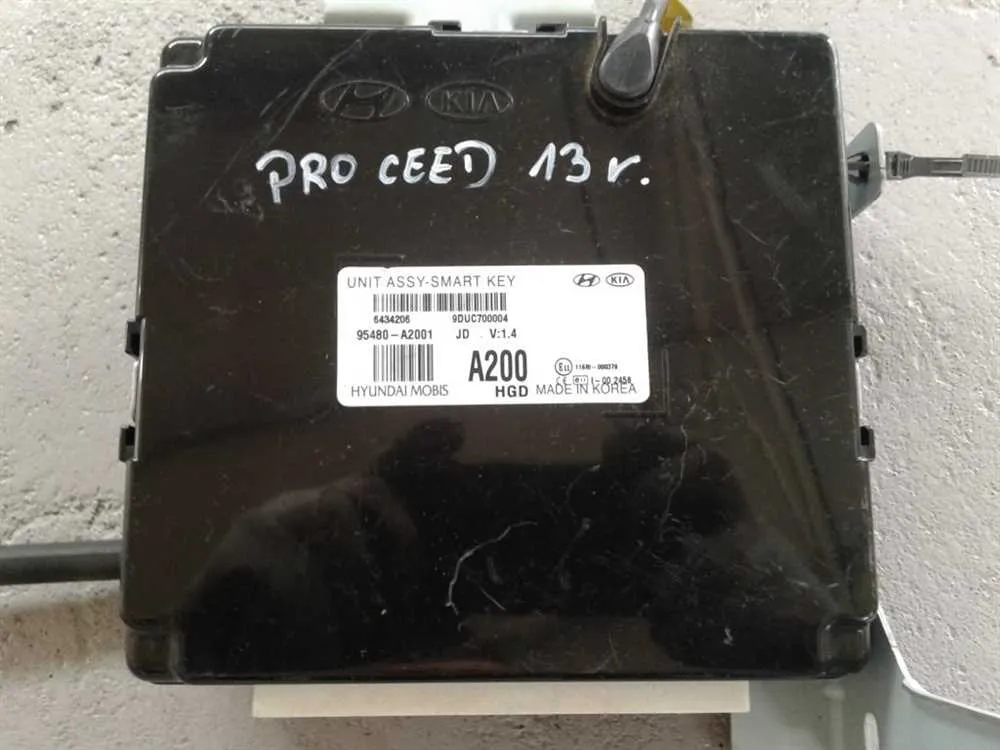 KIA
PRO CEED 13 r.
UNIT ASSY-SMART KEY
KIA
6434206 9DUC700004
95480-A2001 JD V:1.4
A200
E11
HYUNDAI MOBIS HGD MADE IN KOREA